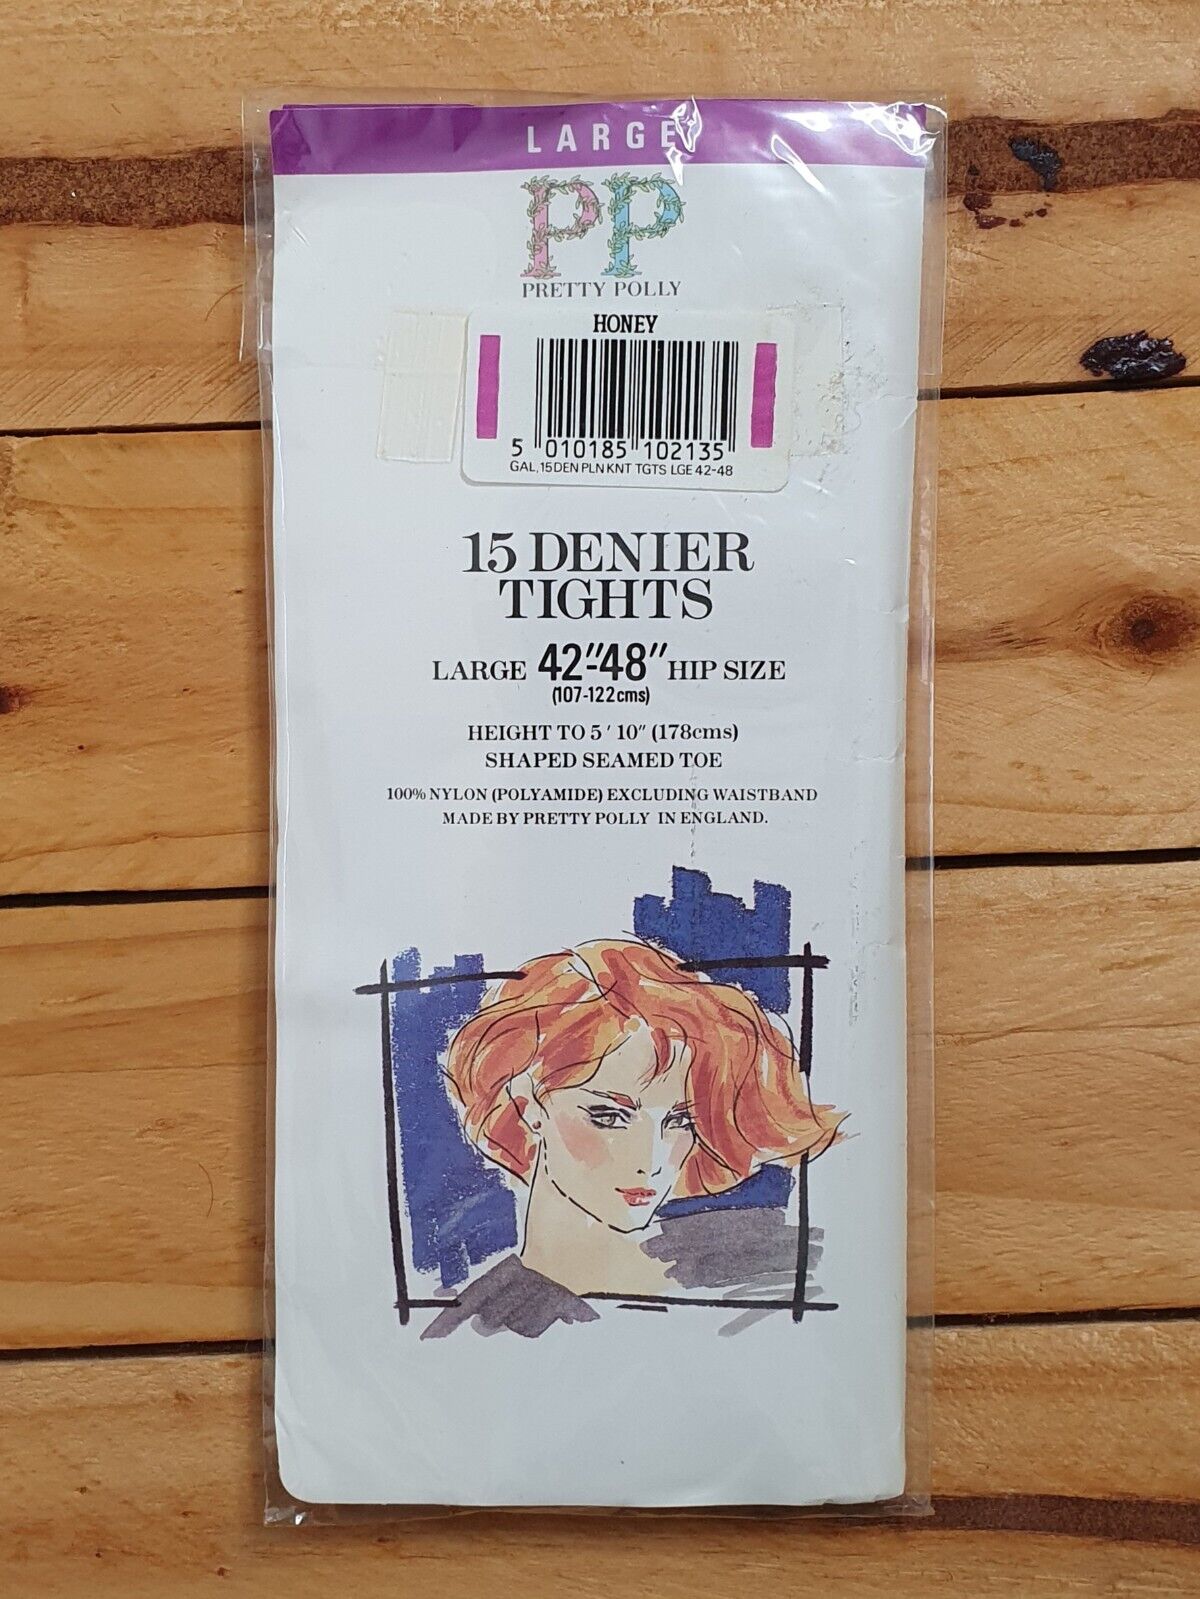 LARGE
PP
PRETTY POLLY
HONEY
5 010185 102135
GAL, 15 DEN PLN KNT TGTS LGE 42-48
15 DENIER
TIGHTS
LARGE 42"-48" HIP SIZE
(107-122cms)
HEIGHT TO 5' 10" (178cms)
SHAPED SEAMED TOE
100% NYLON (POLYAMIDE) EXCLUDING WAISTBAND
MADE BY PRETTY POLLY IN ENGLAND.